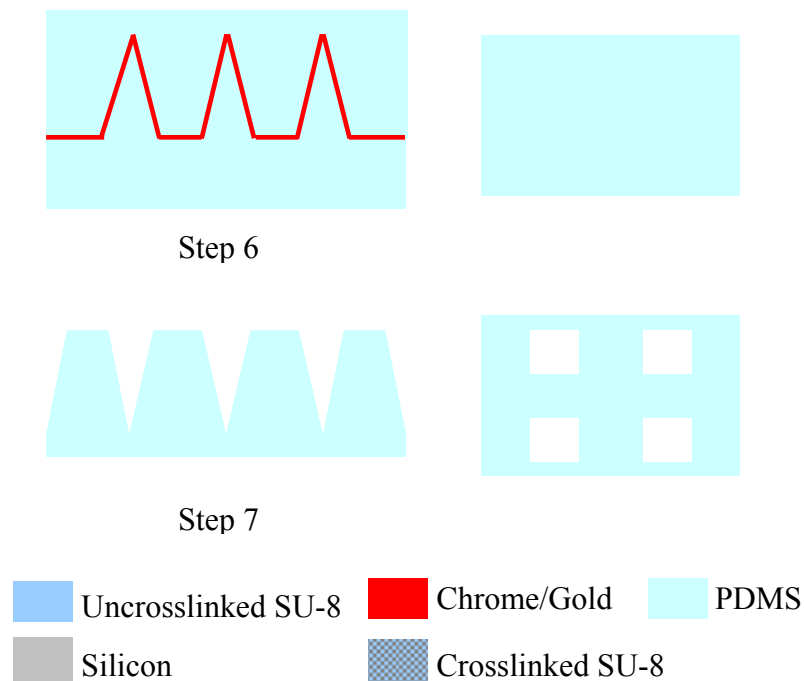 Step 6
Step 7
Uncrosslinked SU-8
Chrome/Gold
PDMS
Silicon
Crosslinked SU-8